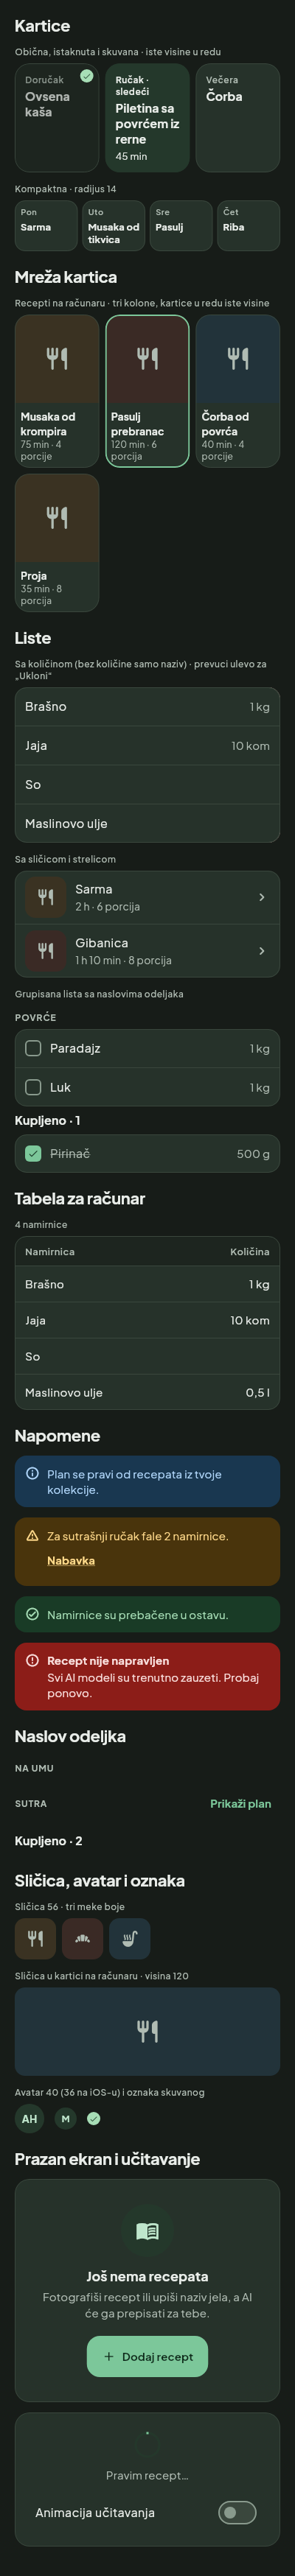 Kartice
Obična, istaknuta i skuvana · iste visine u redu
Doručak
Ovsena
kaša
Ručak ·
sledeći
Piletina sa
povrćem iz
rerne
45 min
Večera
Čorba
Kompaktna · radijus 14
Pon
Sarma
Uto
Musaka od
tikvica
Sre
Pasulj
Čet
Riba
Mreža kartica
Recepti na računaru · tri kolone, kartice u redu iste visine
Musaka od
krompira
75 min · 4
porcije
Pasulj
prebranac
120 min · 6
porcija
Čorba od
povrća
40 min · 4
porcije
Proja
35 min · 8
porcija
Liste
Sa količinom (bez količine samo naziv) · prevuci ulevo za
„Ukloni“
Brašno 1 kg
Jaja 10 kom
So
Maslinovo ulje
Sa sličicom i strelicom
Sarma
2 h · 6 porcija
Gibanica
1 h 10 min · 8 porcija
Grupisana lista sa naslovima odeljaka
POVRĆE
Paradajz 1 kg
Luk 1 kg
Kupljeno · 1
Pirinač 500 g
Tabela za računar
4 namirnice
Namirnica Količina
Brašno 1 kg
Jaja 10 kom
So
Maslinovo ulje 0,5 l
Napomene
Plan se pravi od recepata iz tvoje
kolekcije.
Za sutrašnji ručak fale 2 namirnice.
Nabavka
Namirnice su prebačene u ostavu.
Recept nije napravljen
Svi AI modeli su trenutno zauzeti. Probaj
ponovo.
Naslov odeljka
NA UMU
SUTRA Prikaži plan
Kupljeno · 2
Sličica, avatar i oznaka
Sličica 56 · tri meke boje
Sličica u kartici na računaru · visina 120
Avatar 40 (36 na iOS-u) i oznaka skuvanog
AH M
Prazan ekran i učitavanje
Još nema recepata
Fotografiši recept ili upiši naziv jela, a AI
će ga prepisati za tebe.
+ Dodaj recept
Pravim recept…
Animacija učitavanja